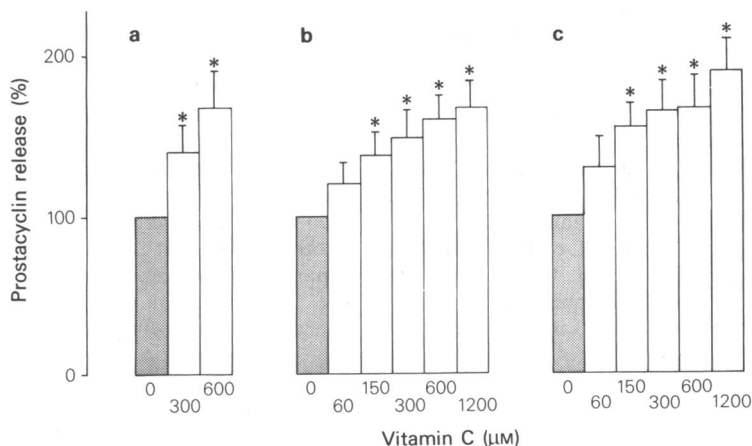 a
b
c
200
100
0
Prostacyclin release (%)
* *
* * * *
* * * * *
0 300 600
0 60 150 300 600 1200
0 60 150 300 600 1200
Vitamin C (μM)